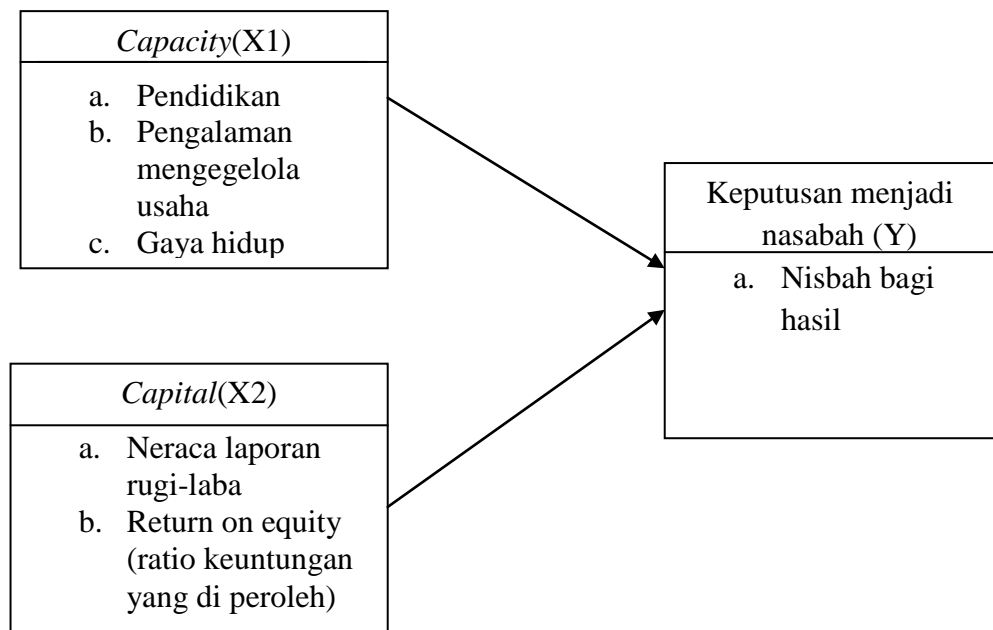 Capacity(X1)
a. Pendidikan
b. Pengalaman
mengegelola
usaha
c. Gaya hidup
Keputusan menjadi
nasabah (Y)
a. Nisbah bagi
hasil
Capital(X2)
a. Neraca laporan
rugi-laba
b. Return on equity
(ratio keuntungan
yang di peroleh)